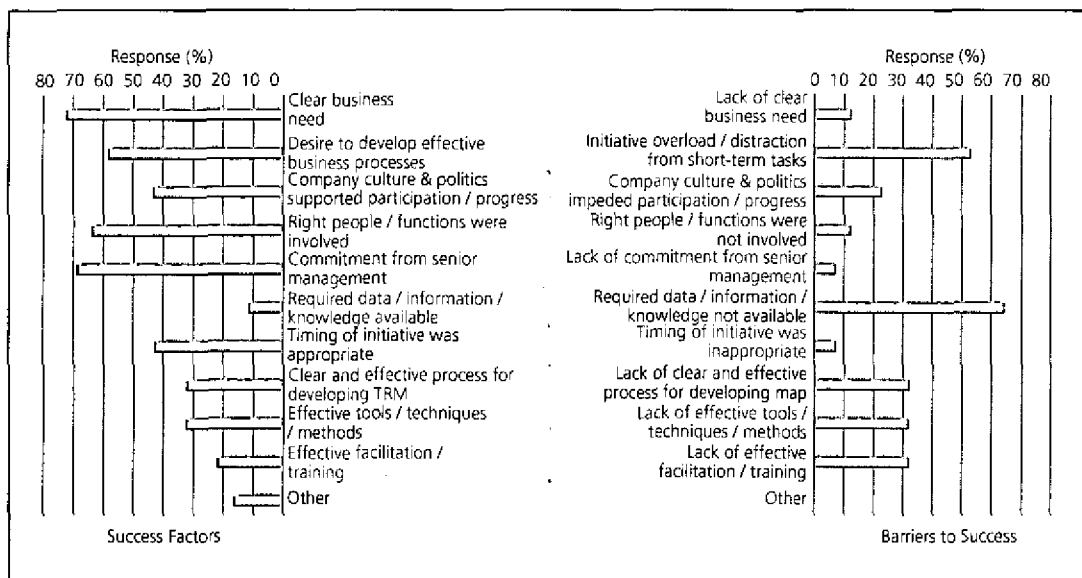 Response (%)
80 70 60 50 40 30 20 10 0
Clear business
need
Desire to develop effective
business processes
Company culture & politics
supported participation / progress
Right people / functions were
involved
Commitment from senior
management
Required data / information /
knowledge available
Timing of initiative was
appropriate
Clear and effective process for
developing TRM
Effective tools / techniques
/ methods
Effective facilitation /
training
Other
Success Factors
Response (%)
0 10 20 30 40 50 60 70 80
Lack of clear
business need
Initiative overload / distraction
from short-term tasks
Company culture & politics
impeded participation / progress
Right people / functions were
not involved
Lack of commitment from senior
management
Required data / information /
knowledge not available
Timing of initiative was
inappropriate
Lack of clear and effective
process for developing map
Lack of effective tools /
techniques / methods
Lack of effective
facilitation / training
Other
Barriers to Success